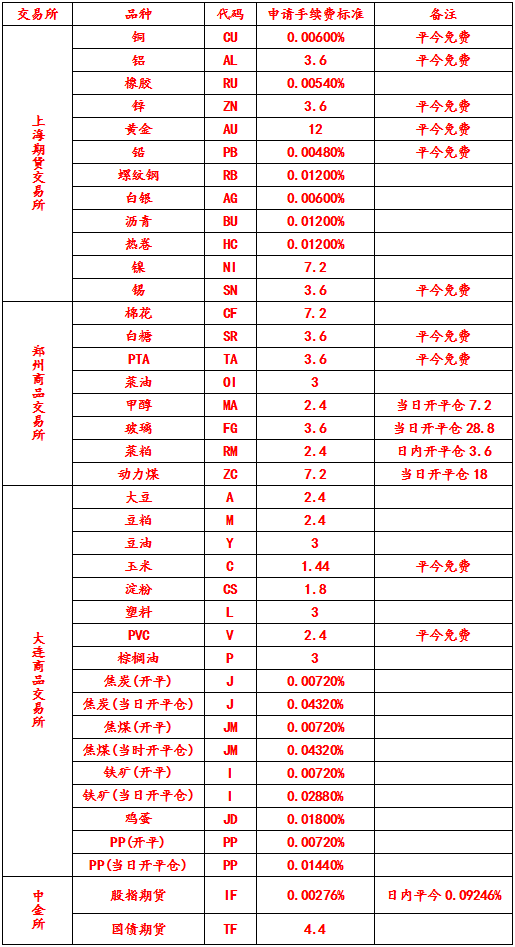 交易所 品种 代码 申请手续费标准 备注
上海期货交易所
铜 CU 0.00600% 平今免费
铝 AL 3.6 平今免费
橡胶 RU 0.00540%
锌 ZN 3.6 平今免费
黄金 AU 12 平今免费
铅 PB 0.00480% 平今免费
螺纹钢 RB 0.01200%
白银 AG 0.00600%
沥青 BU 0.01200%
热卷 HC 0.01200%
镍 NI 7.2
锡 SN 3.6 平今免费
郑州商品交易所
棉花 CF 7.2
白糖 SR 3.6 平今免费
PTA TA 3.6 平今免费
菜油 OI 3
甲醇 MA 2.4 当日开平仓7.2
玻璃 FG 3.6 当日开平仓28.8
菜粕 RM 2.4 日内开平仓3.6
动力煤 ZC 7.2 当日开平仓18
大连商品交易所
大豆 A 2.4
豆粕 M 2.4
豆油 Y 3
玉米 C 1.44 平今免费
淀粉 CS 1.8
塑料 L 3
PVC V 2.4 平今免费
棕榈油 P 3
焦炭(开平) J 0.00720%
焦炭(当日开平仓) J 0.04320%
焦煤(开平) JM 0.00720%
焦煤(当时开平仓) JM 0.04320%
铁矿(开平) I 0.00720%
铁矿(当日开平仓) I 0.02880%
鸡蛋 JD 0.01800%
PP(开平) PP 0.00720%
PP(当日开平仓) PP 0.01440%
中金所
股指期货 IF 0.00276% 日内平今0.09246%
国债期货 TF 4.4